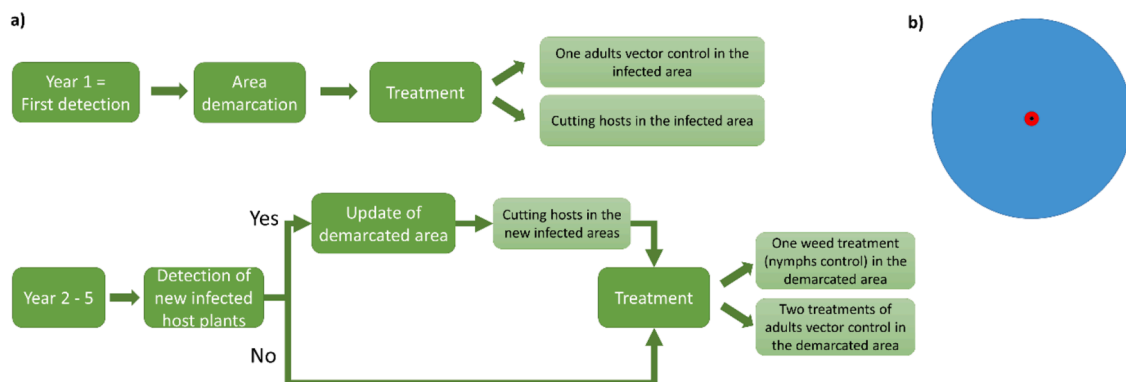 a)
b)
Year 1 =
First detection
Area
demarcation
Treatment
One adults vector control in the
infected area
Cutting hosts in the infected area
Yes
Update of
demarcated area
Cutting hosts in the
new infected areas
Year 2 - 5
Detection of
new infected
host plants
Treatment
One weed treatment
(nymphs control) in the
demarcated area
Two treatments of
adults vector control in
the demarcated area
No